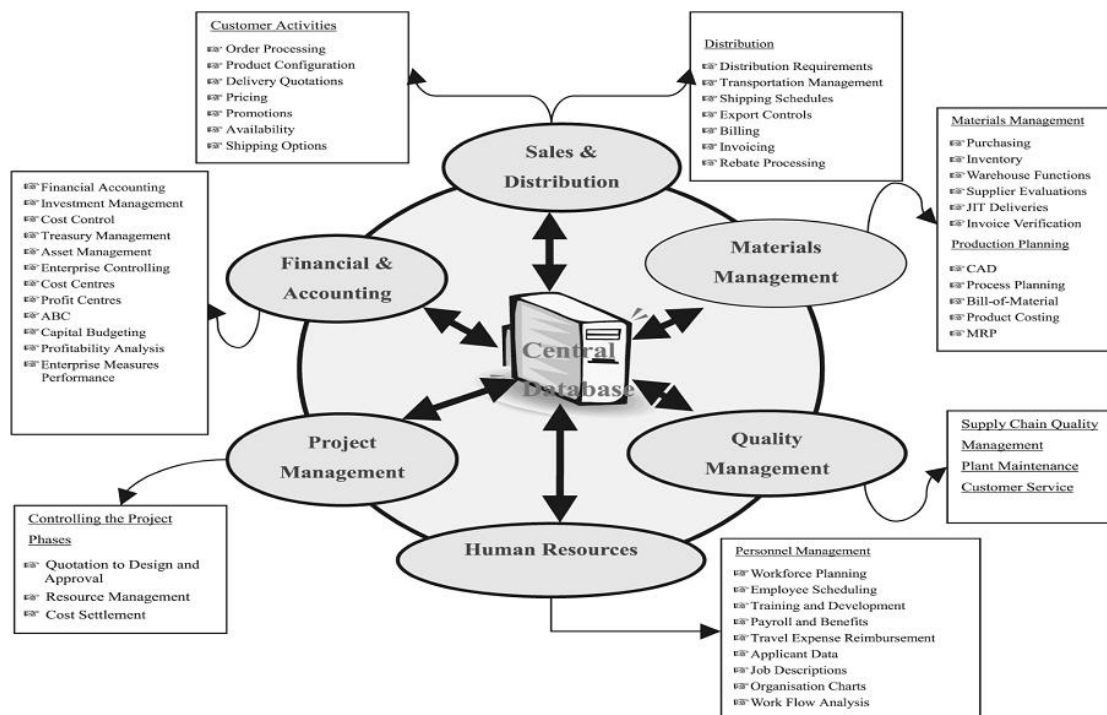 Customer Activities
Order Processing
Product Configuration
Delivery Quotations
Pricing
Promotions
Availability
Shipping Options
Distribution
Distribution Requirements
Transportation Management
Shipping Schedules
Export Controls
Billing
Invoicing
Rebate Processing
Materials Management
Purchasing
Inventory
Warehouse Functions
Supplier Evaluations
JIT Deliveries
Invoice Verification
Production Planning
CAD
Process Planning
Bill-of-Material
Product Costing
MRP
Financial Accounting
Investment Management
Cost Control
Treasury Management
Asset Management
Enterprise Controlling
Cost Centres
Profit Centres
ABC
Capital Budgeting
Profitability Analysis
Enterprise Measures
Performance
Sales &
Distribution
Financial &
Accounting
Materials
Management
Central
Database
Project
Management
Quality
Management
Human Resources
Supply Chain Quality
Management
Plant Maintenance
Customer Service
Controlling the Project
Phases
Quotation to Design and
Approval
Resource Management
Cost Settlement
Personnel Management
Workforce Planning
Employee Scheduling
Training and Development
Payroll and Benefits
Travel Expense Reimbursement
Applicant Data
Job Descriptions
Organisation Charts
Work Flow Analysis